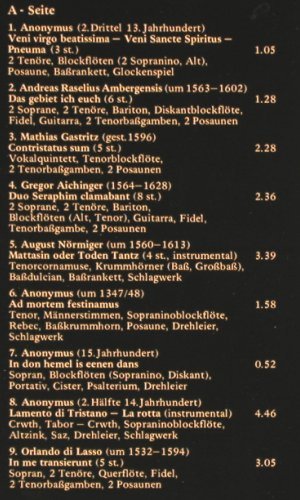 A - Seite
1. Anonymus (2.Drittel 13.Jahrhundert)
Veni virgo beatissima – Veni Sancte Spiritus –
Pneuma (3 st.) 1.05
2 Tenöre, Blockflöten (2 Sopranino, Alt),
Posaune, Baßrankett, Glockenspiel
2. Andreas Raselius Ambergensis (um 1563–1602)
Das gebiet ich euch (6 st.) 1.28
2 Soprane, 2 Tenöre, Bariton, Diskantblockflöte,
Fidel, Guitarra, 2 Tenorbaßgamben, 2 Posaunen
3. Mathias Gastritz (gest.1596)
Contristatus sum (5 st.) 2.28
Vokalquintett, Tenorblockflöte,
2 Tenorbaßgamben, 2 Posaunen
4. Gregor Aichinger (1564–1628)
Duo Seraphim clamabant (8 st.) 2.36
2 Soprane, 2 Tenöre, Bariton,
Blockflöten (Alt, Tenor), Guitarra, Fidel,
Tenorbaßgambe, 2 Posaunen
5. August Nörmiger (um 1560–1613)
Mattasin oder Toden Tantz (4 st., instrumental) 3.39
Tenorcornamuse, Krummhörner (Baß, Großbaß),
Baßdulcian, Baßrankett, Schlagwerk
6. Anonymus (um 1347/48)
Ad mortem festinamus 1.58
Tenor, Männerstimmen, Sopraninoblockflöte,
Rebec, Baßkrummhorn, Posaune, Drehleier,
Schlagwerk
7. Anonymus (15.Jahrhundert)
In don hemel is eenen dans 0.52
Sopran, Blockflöten (Sopranino, Diskant),
Portativ, Cister, Psalterium, Drehleier
8. Anonymus (2.Hälfte 14.Jahrhundert)
Lamento di Tristano – La rotta (instrumental) 4.46
Crwth, Tabor – Crwth, Sopraninoblockflöte,
Altzink, Saz, Drehleier, Schlagwerk
9. Orlando di Lasso (um 1532–1594)
In me transierunt (5 st.) 3.05
Sopran, 2 Tenöre, Querflöte, Fidel,
2 Tenorbaßgamben, 2 Posaunen